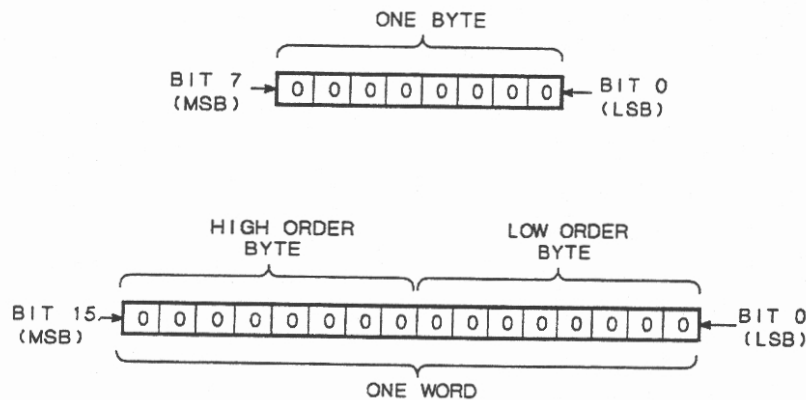 ONE BYTE
BIT 7
(MSB)
0 0 0 0 0 0 0 0
BIT 0
(LSB)
HIGH ORDER
BYTE
LOW ORDER
BYTE
BIT 15
(MSB)
0 0 0 0 0 0 0 0 0 0 0 0 0 0 0 0
BIT 0
(LSB)
ONE WORD